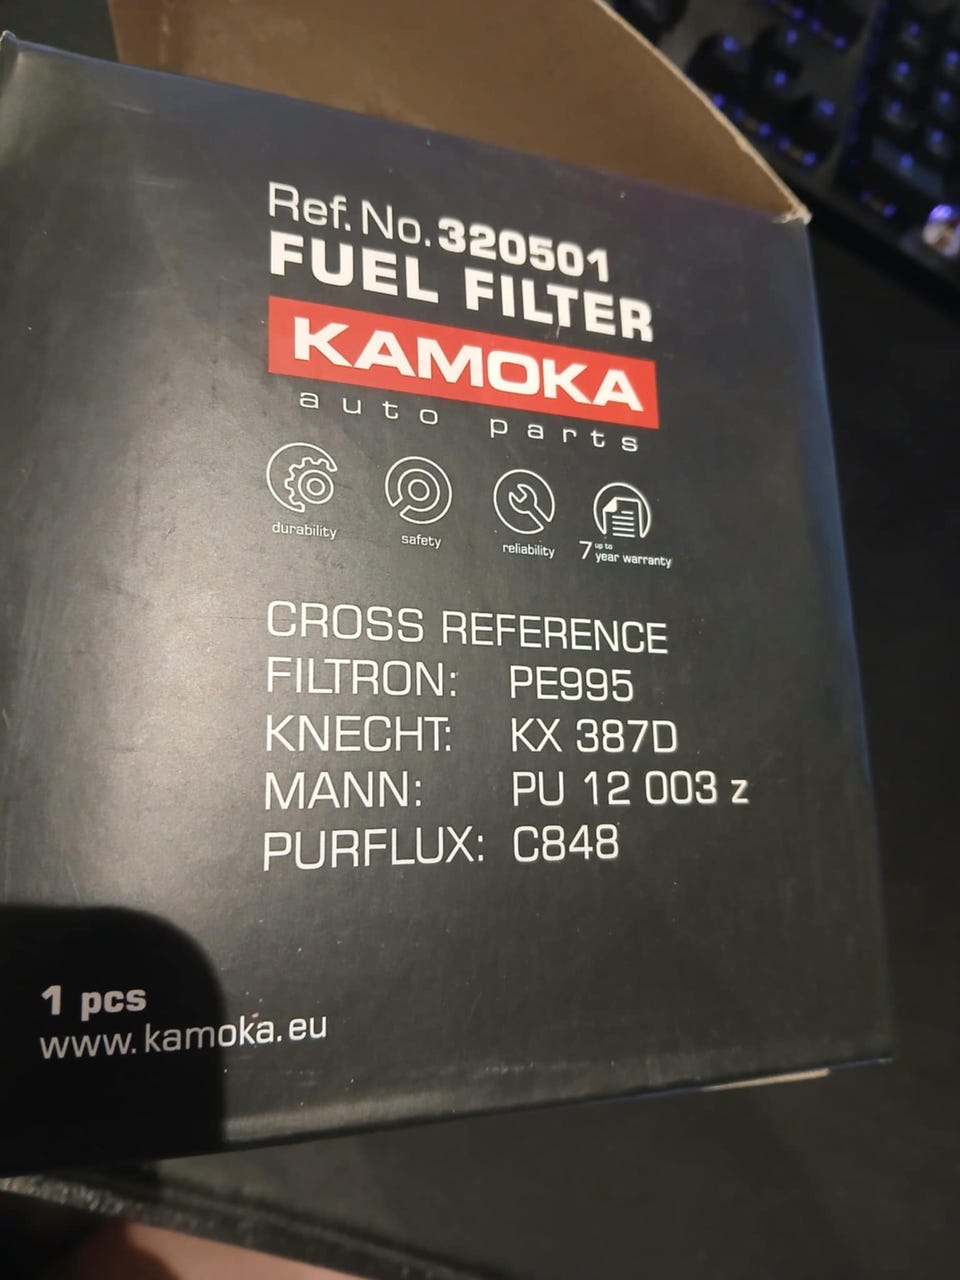 Ref. No. 320501
FUEL FILTER
KAMOKA
auto parts
durability
safety
reliability
7 up to year warranty
CROSS REFERENCE
FILTRON: PE995
KNECHT: KX 387D
MANN: PU 12 003 z
PURFLUX: C848
1 pcs
www.kamoka.eu